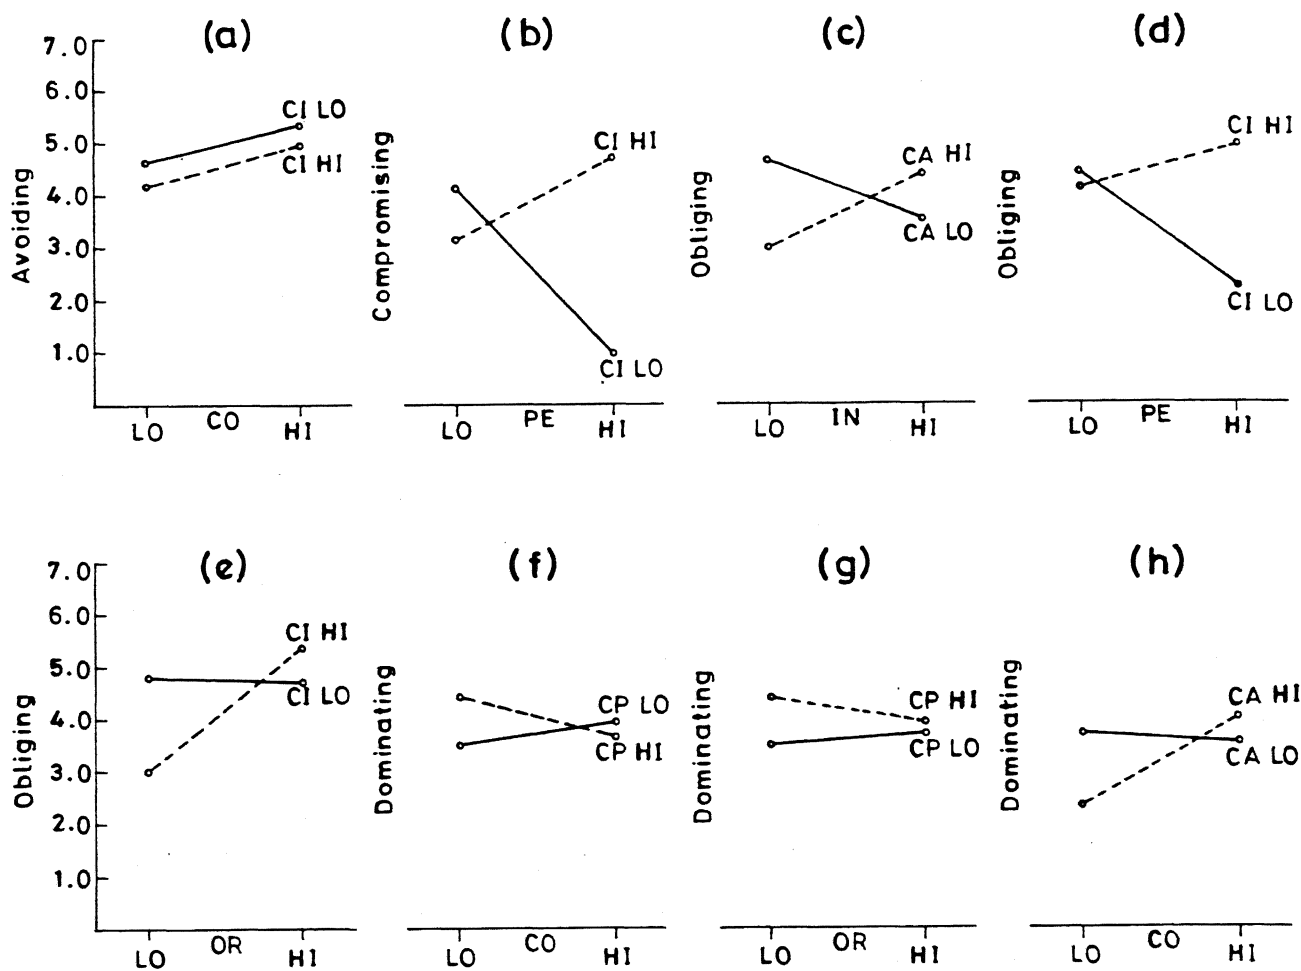 (a) (b) (c) (d)
7.0
6.0
5.0
4.0
3.0
2.0
1.0
Avoiding
CI LO
CI HI
LO CO HI
Compromising
CI HI
CI LO
LO PE HI
Obliging
CA HI
CA LO
LO IN HI
Obliging
CI HI
CI LO
LO PE HI
(e) (f) (g) (h)
7.0
6.0
5.0
4.0
3.0
2.0
1.0
Obliging
CI HI
CI LO
LO OR HI
Dominating
CP LO
CP HI
LO CO HI
Dominating
CP HI
CP LO
LO OR HI
Dominating
CA HI
CA LO
LO CO HI